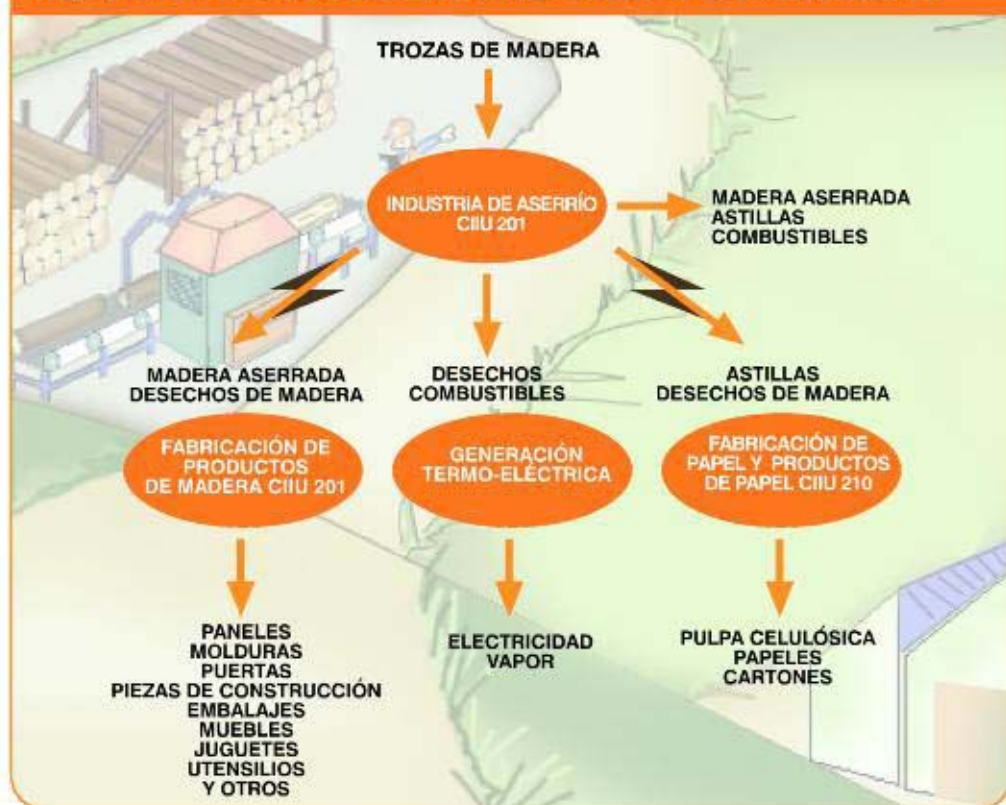 TROZAS DE MADERA
INDUSTRIA DE ASERRÍO
CIIU 201
MADERA ASERRADA
ASTILLAS
COMBUSTIBLES
MADERA ASERRADA
DESECHOS DE MADERA
DESECHOS
COMBUSTIBLES
ASTILLAS
DESECHOS DE MADERA
FABRICACIÓN DE
PRODUCTOS
DE MADERA CIIU 201
GENERACIÓN
TERMO-ELÉCTRICA
FABRICACIÓN DE
PAPEL Y PRODUCTOS
DE PAPEL CIIU 210
PANELES
MOLDURAS
PUERTAS
PIEZAS DE CONSTRUCCIÓN
EMBALAJES
MUEBLES
JUGUETES
UTENSILIOS
Y OTROS
ELECTRICIDAD
VAPOR
PULPA CELULÓSICA
PAPELES
CARTONES